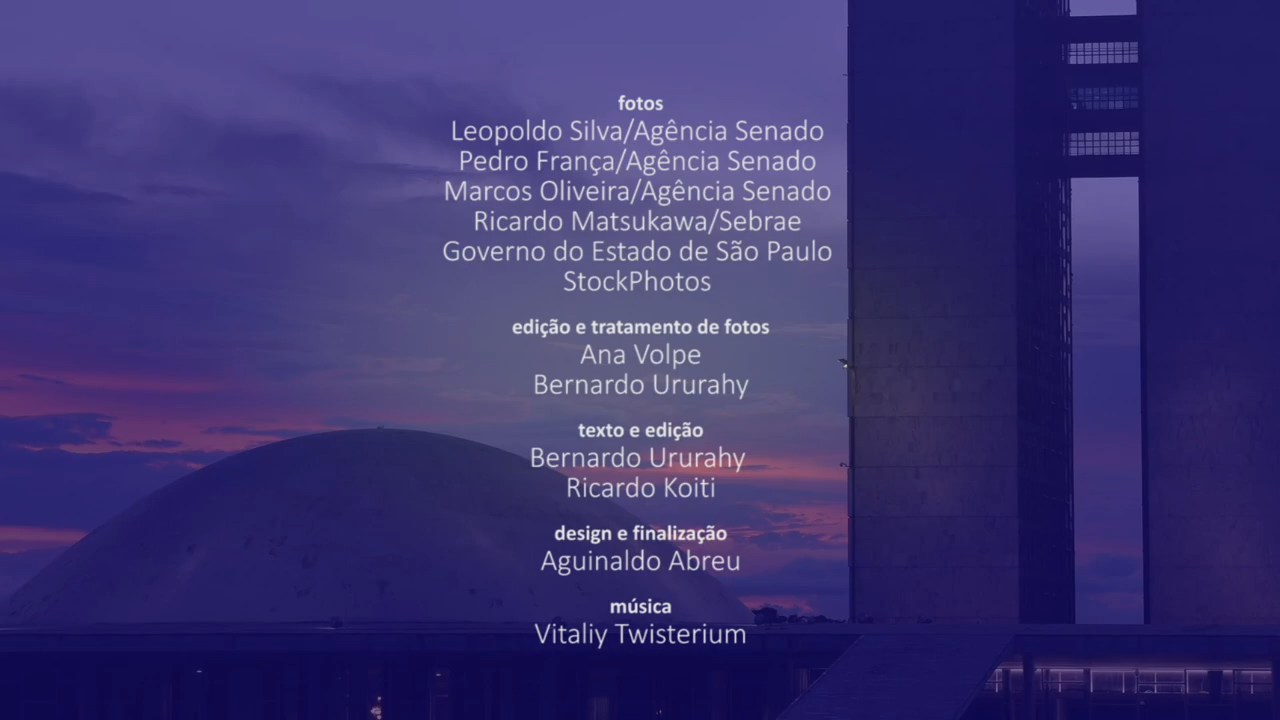 fotos
Leopoldo Silva/Agência Senado
Pedro França/Agência Senado
Marcos Oliveira/Agência Senado
Ricardo Matsukawa/Sebrae
Governo do Estado de São Paulo
StockPhotos
edição e tratamento de fotos
Ana Volpe
Bernardo Ururahy
texto e edição
Bernardo Ururahy
Ricardo Koiti
design e finalização
Aguinaldo Abreu
música
Vitaliy Twisterium